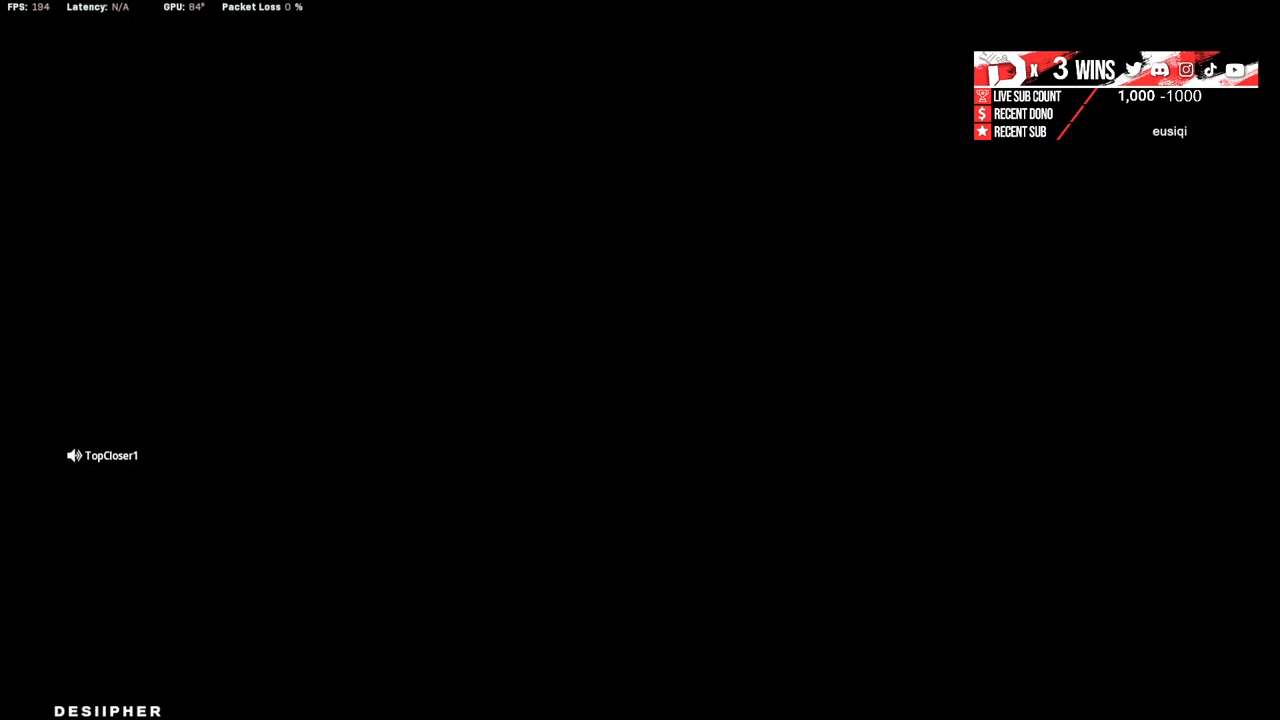 FPS: 194 Latency: N/A GPU: 84° Packet Loss 0 %
D x 3 WINS
LIVE SUB COUNT 1,000 -1000
RECENT DONO
RECENT SUB eusiqi
TopCloser1
DESIIPHER